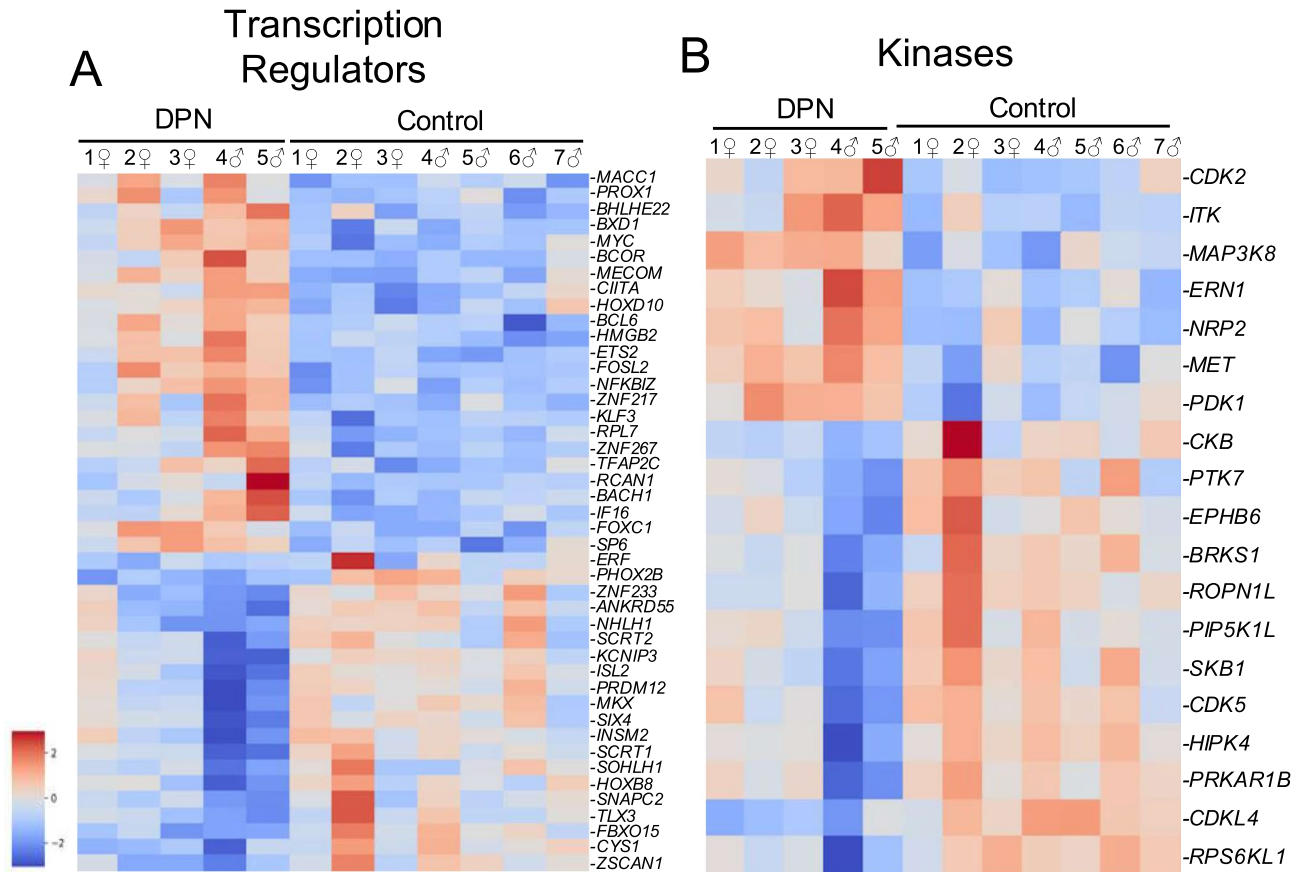 Transcription
Regulators
A
DPN
Control
1♀ 2♀ 3♀ 4♂ 5♂ 1♀ 2♀ 3♀ 4♂ 5♂ 6♂ 7♂
-MACC1
-PROX1
-BHLHE22
-BXD1
-MYC
-BCOR
-MECOM
-CIITA
-HOXD10
-BCL6
-HMGB2
-ETS2
-FOSL2
-NFKBIZ
-ZNF217
-KLF3
-RPL7
-ZNF267
-TFAP2C
-RCAN1
-BACH1
-IF16
-FOXC1
-SP6
-ERF
-PHOX2B
-ZNF233
-ANKRD55
-NHLH1
-SCRT2
-KCNIP3
-ISL2
-PRDM12
-MKX
-SIX4
-INSM2
-SCRT1
-SOHLH1
-HOXB8
-SNAPC2
-TLX3
-FBXO15
-CYS1
-ZSCAN1
2
0
-2
B
Kinases
DPN
Control
1♀ 2♀ 3♀ 4♂ 5♂ 1♀ 2♀ 3♀ 4♂ 5♂ 6♂ 7♂
-CDK2
-ITK
-MAP3K8
-ERN1
-NRP2
-MET
-PDK1
-CKB
-PTK7
-EPHB6
-BRKS1
-ROPN1L
-PIP5K1L
-SKB1
-CDK5
-HIPK4
-PRKAR1B
-CDKL4
-RPS6KL1